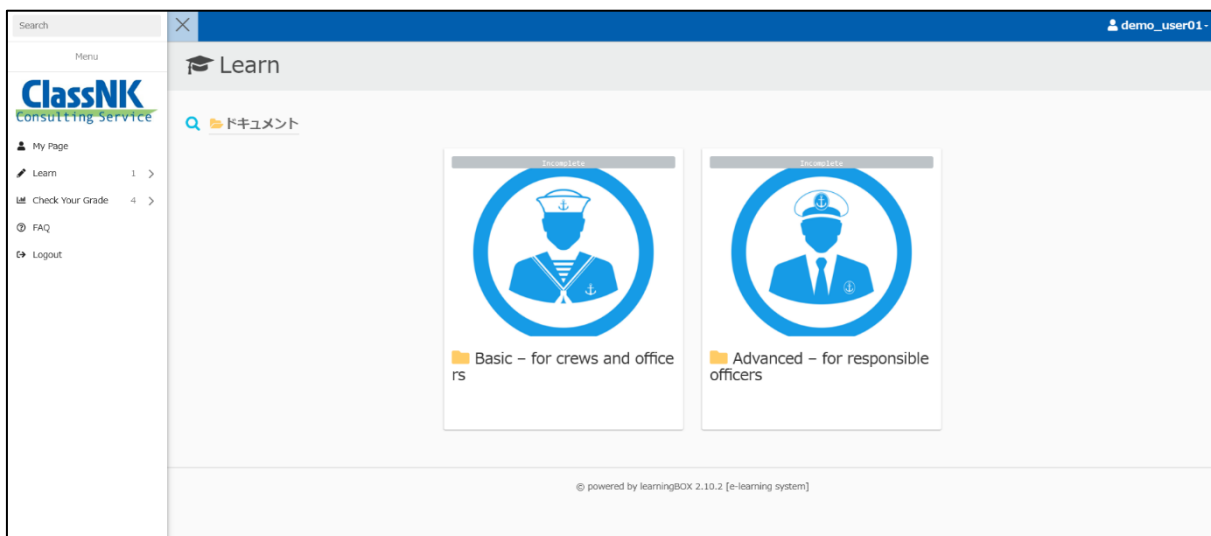 Search
demo_user01-
Menu
Learn
ClassNK
Consulting Service
ドキュメント
My Page
Learn 1
Check Your Grade 4
FAQ
Logout
Incomplete
Basic – for crews and office
rs
Incomplete
Advanced – for responsible
officers
© powered by learningBOX 2.10.2 [e-learning system]